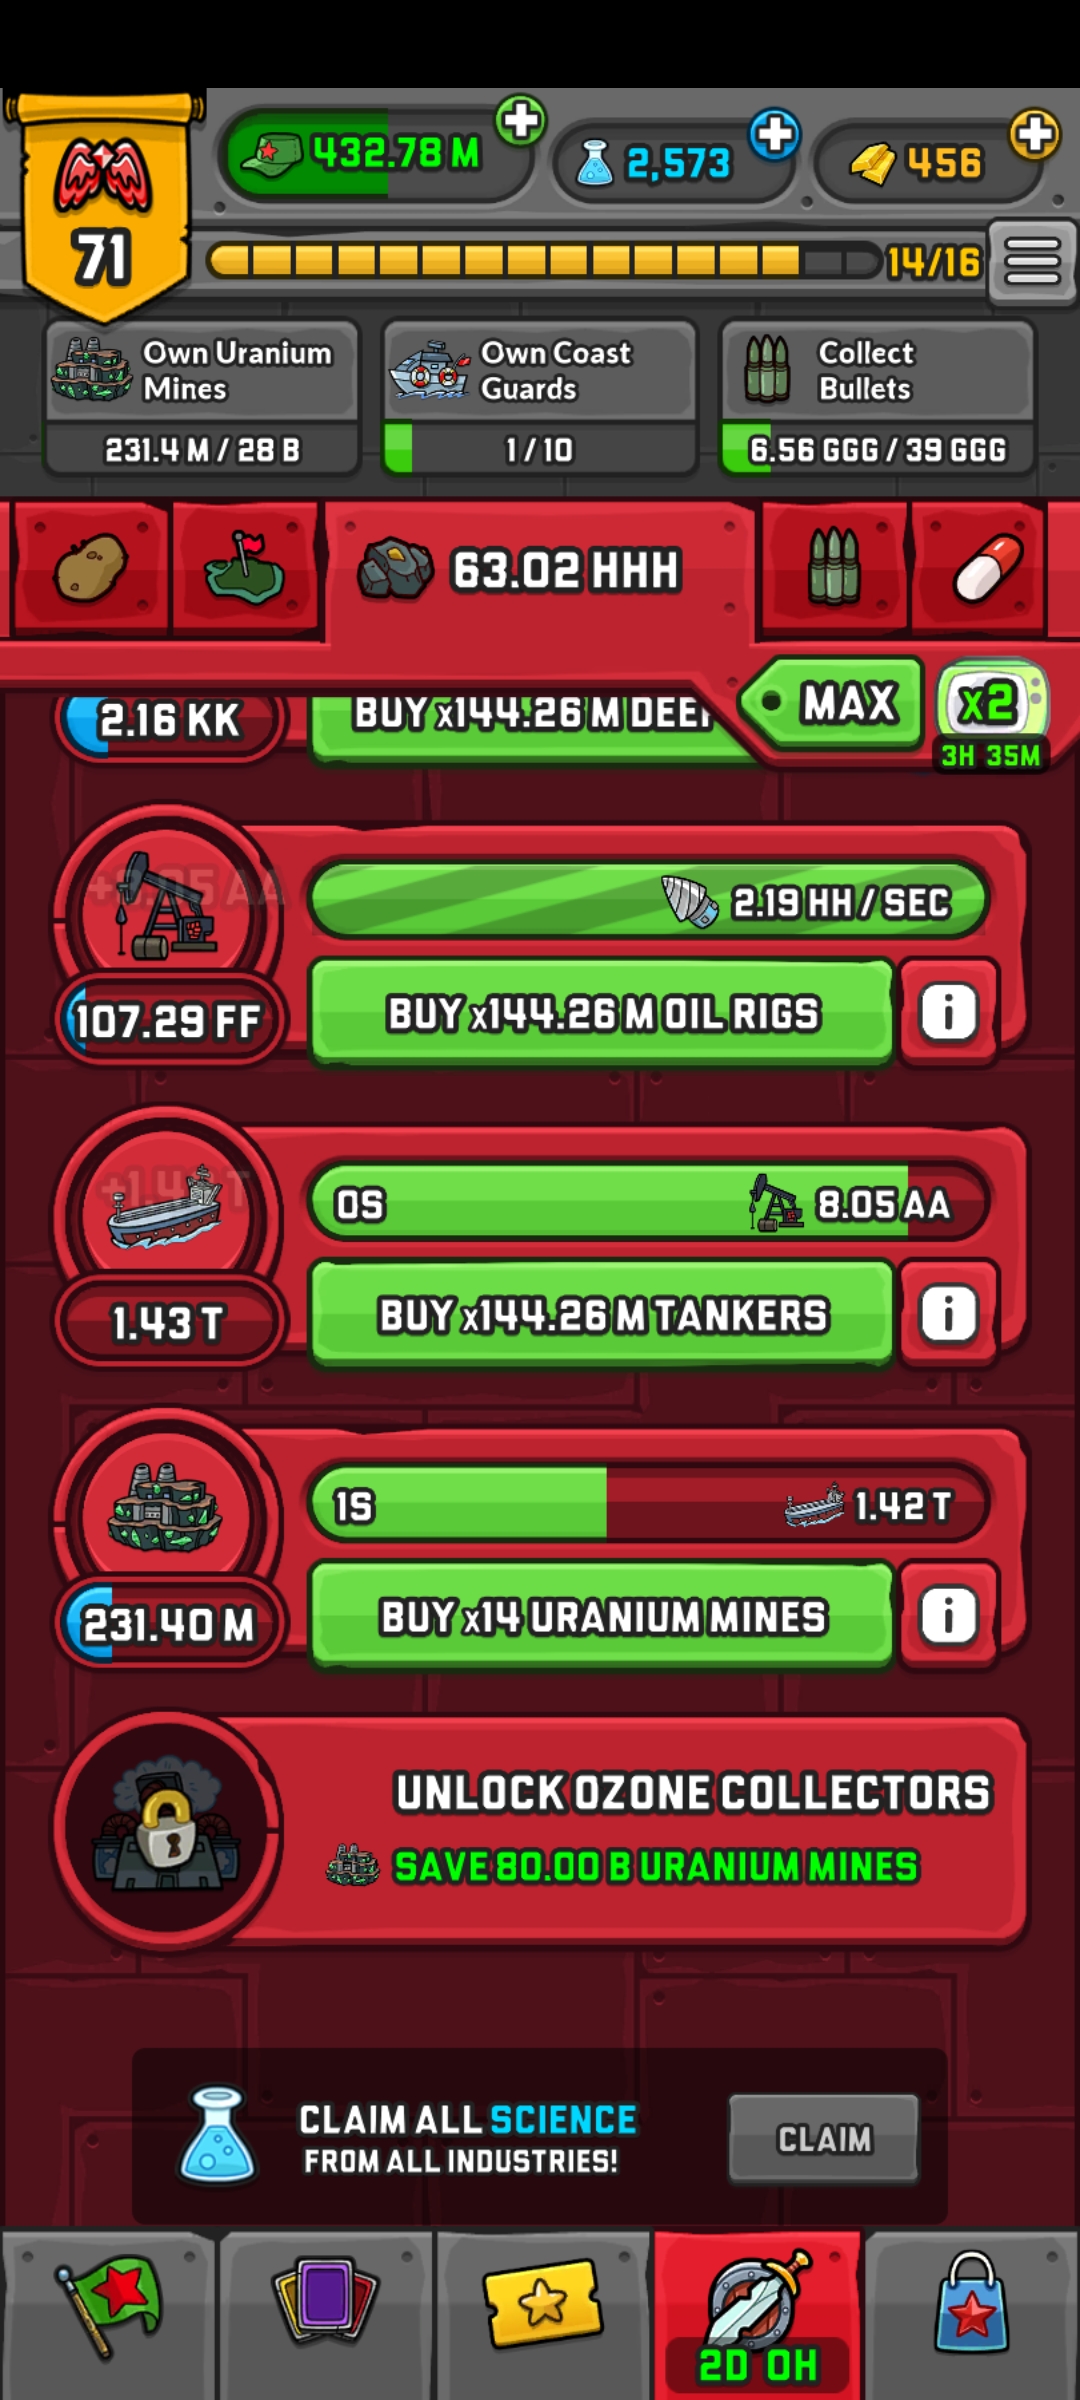 71
432.78 M
2,573
456
14/16
Own Uranium
Mines
231.4 M / 28 B
Own Coast
Guards
1 / 10
Collect
Bullets
6.56 GGG / 39 GGG
63.02 HHH
MAX
x2
3H 35M
2.16 KK
BUY x144.26 M
2.19 HH / SEC
107.29 FF
BUY x144.26 M OIL RIGS
i
0S
8.05 AA
1.43 T
BUY x144.26 M TANKERS
i
1S
1.42 T
231.40 M
BUY x14 URANIUM MINES
i
UNLOCK OZONE COLLECTORS
SAVE 80.00 B URANIUM MINES
CLAIM ALL SCIENCE
FROM ALL INDUSTRIES!
CLAIM
2D 0H